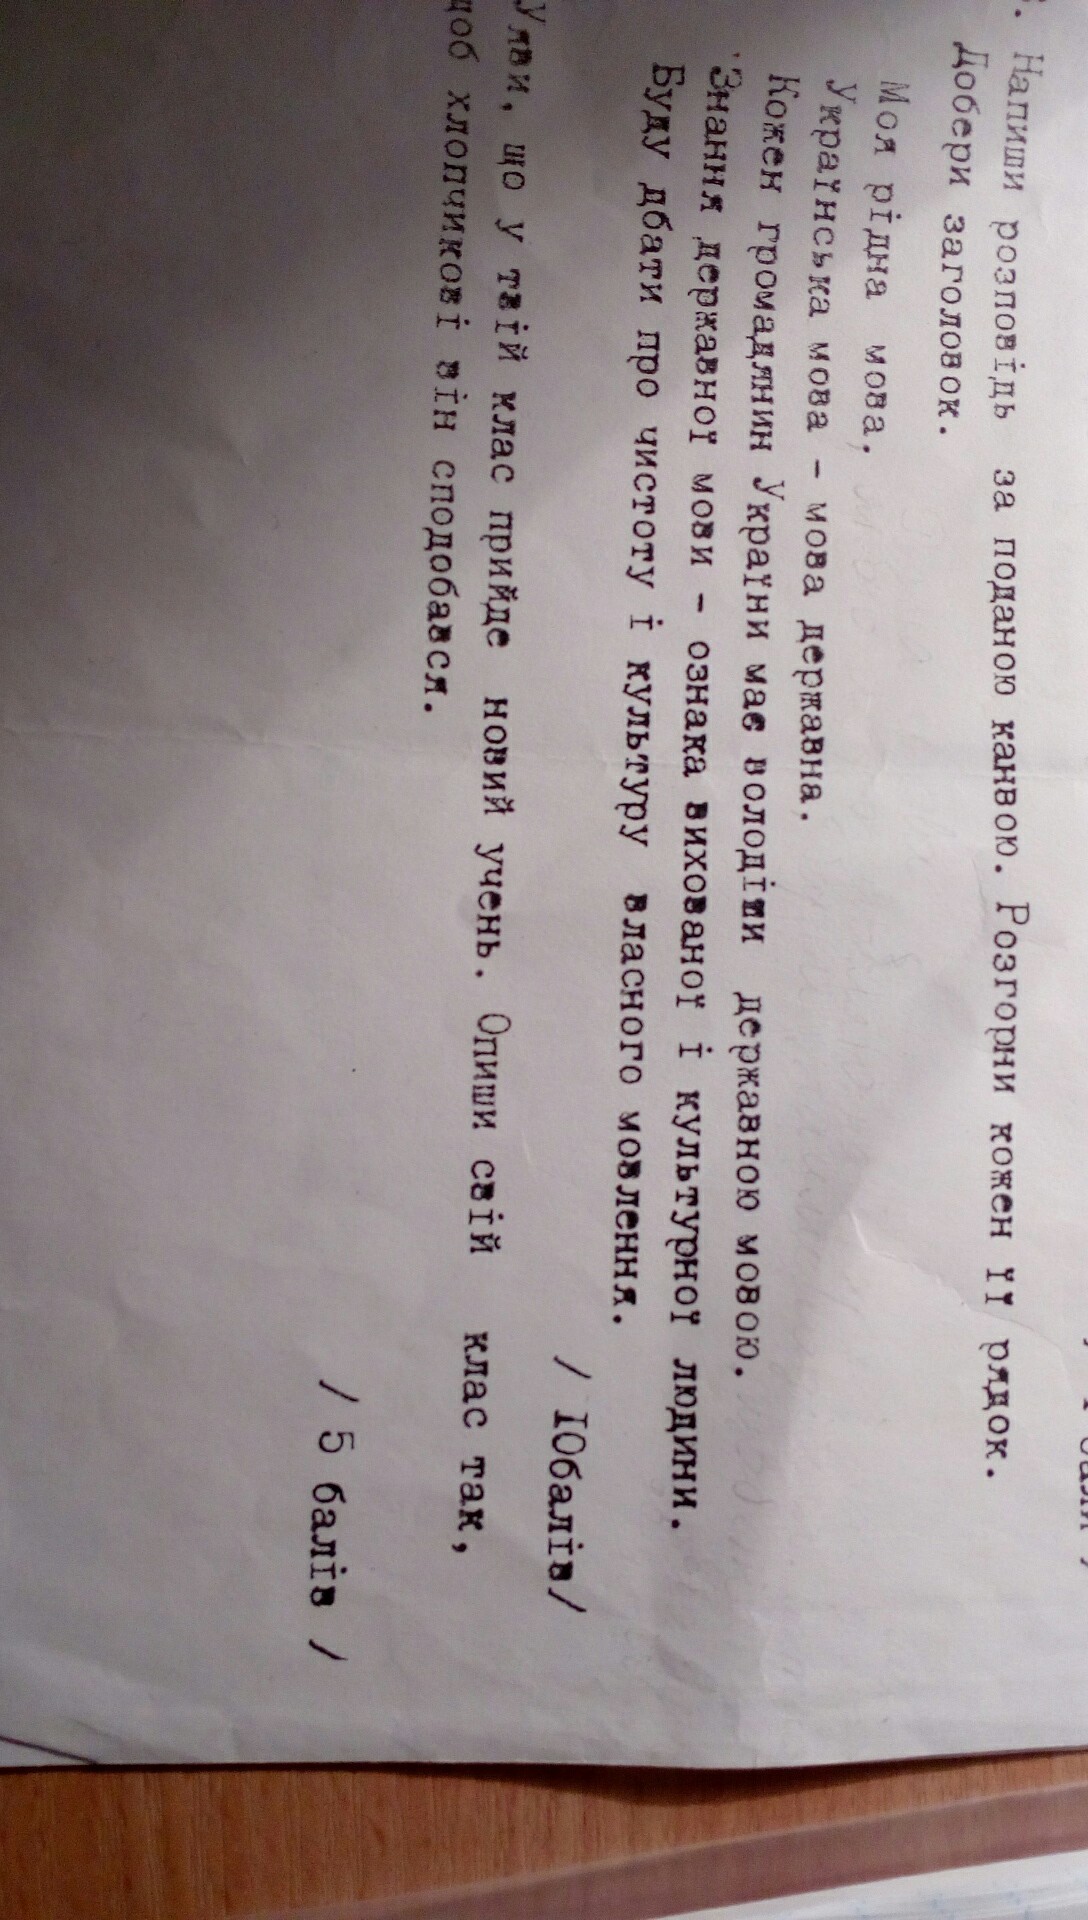 Напиши розповідь за поданою канвою. Розгорни кожен її рядок.
Добери заголовок.
Моя рідна мова.
Українська мова - мова державна.
Кожен громадянин України має володіти державною мовою.
Знання державної мови - ознака вихованої і культурної людини.
Буду дбати про чистоту і культуру власного мовлення.
/ 10балів/
Уяви, що у твій клас прийде новий учень. Опиши свій клас так,
щоб хлопчикові він сподобався.
/ 5 балів /